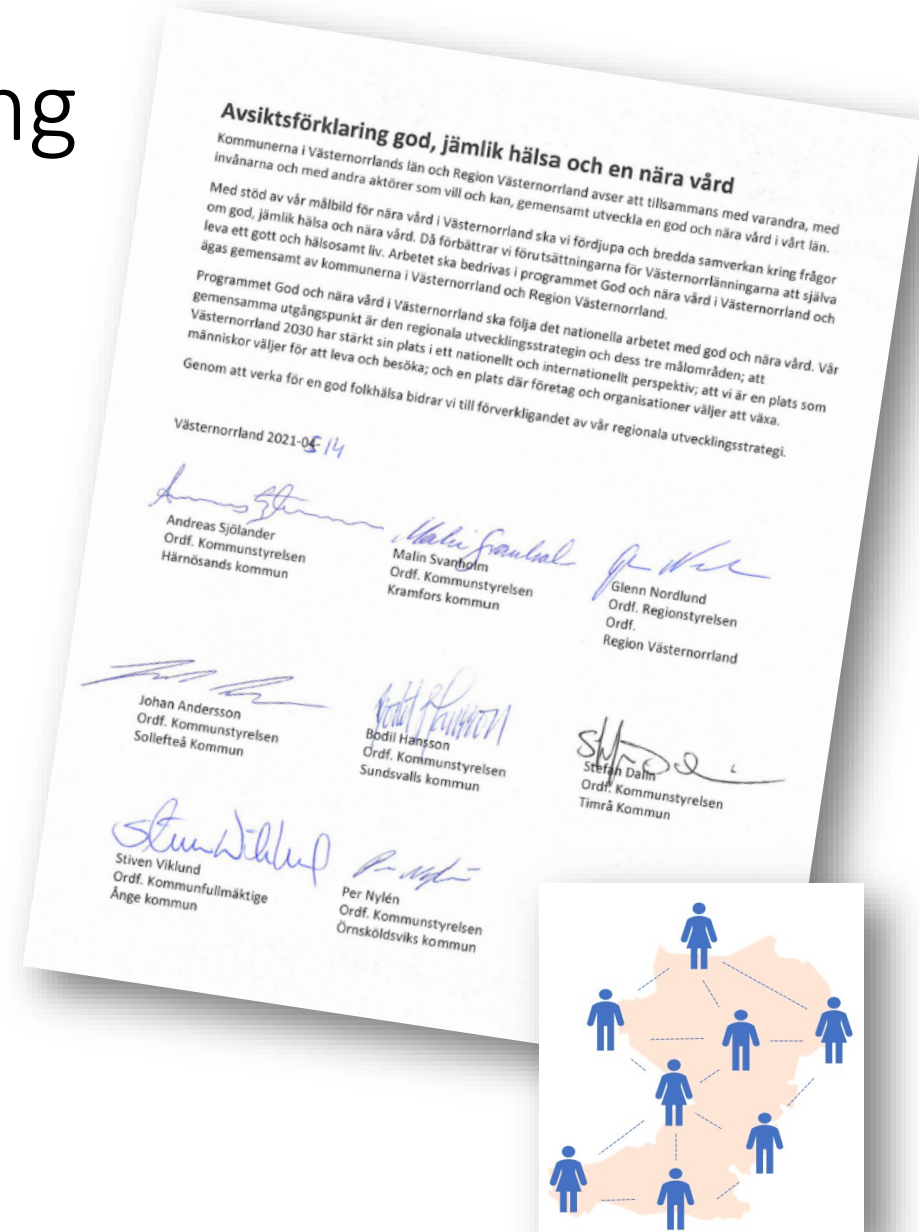 ng
Avsiktsförklaring god, jämlik hälsa och en nära vård
Kommunerna i Västernorrlands län och Region Västernorrland avser att tillsammans med varandra, med
invånarna och med andra aktörer som vill och kan, gemensamt utveckla en god och nära vård i vårt län.
Med stöd av vår målbild för nära vård i Västernorrland ska vi fördjupa och bredda samverkan kring frågor
om god, jämlik hälsa och nära vård. Då förbättrar vi förutsättningarna för Västernorrlänningarna att själva
leva ett gott och hälsosamt liv. Arbetet ska bedrivas i programmet God och nära vård i Västernorrland och
ägas gemensamt av kommunerna i Västernorrland och Region Västernorrland.
Programmet God och nära vård i Västernorrland ska följa det nationella arbetet med god och nära vård. Vår
gemensamma utgångspunkt är den regionala utvecklingsstrategin och dess tre målområden; att
Västernorrland 2030 har stärkt sin plats i ett nationellt och internationellt perspektiv; att vi är en plats som
människor väljer för att leva och besöka; och en plats där företag och organisationer väljer att växa.
Genom att verka för en god folkhälsa bidrar vi till förverkligandet av vår regionala utvecklingsstrategi.
Västernorrland 2021-05-14
Andreas Sjölander
Ordf. Kommunstyrelsen
Härnösands kommun
Malin Svanholm
Malin Svanholm
Ordf. Kommunstyrelsen
Kramfors kommun
Glenn Nordlund
Ordf. Regionstyrelsen
Ordf.
Region Västernorrland
Johan Andersson
Ordf. Kommunstyrelsen
Sollefteå Kommun
Bodil Hansson
Bodil Hansson
Ordf. Kommunstyrelsen
Sundsvalls kommun
Stefan Dalin
Ordf. Kommunstyrelsen
Timrå Kommun
Stiven Viklund
Ordf. Kommunfullmäktige
Ånge kommun
Per Nylén
Ordf. Kommunstyrelsen
Örnsköldsviks kommun